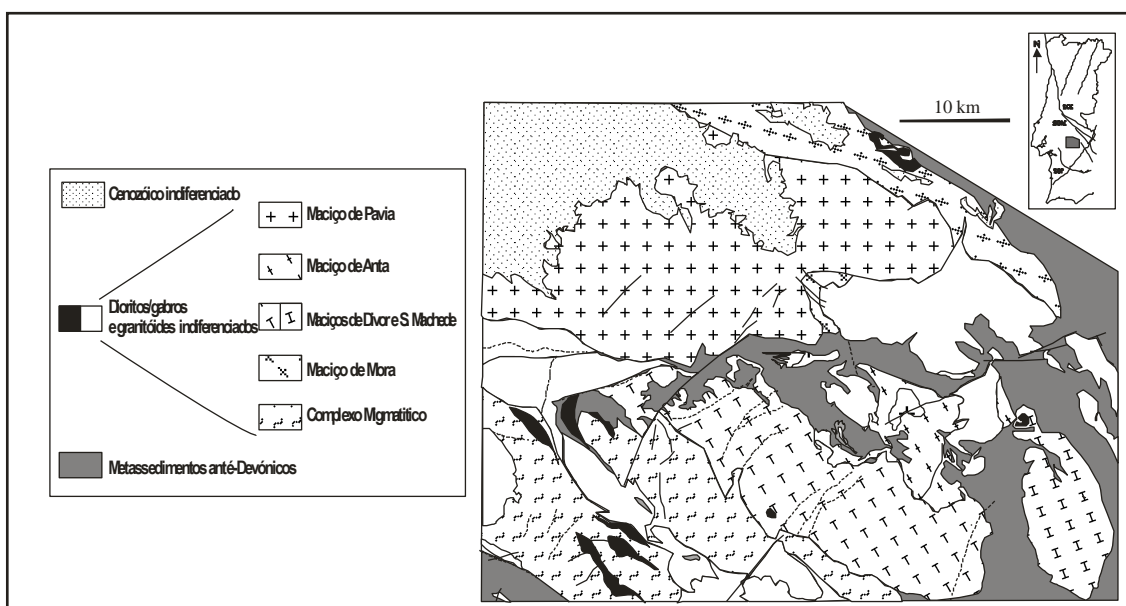 Cenozóico indiferenciado
Maciço de Pavia
Maciço de Anta
Dioritos/gabros
e granitóides indiferenciados
Maciços de Divor e S. Machede
Maciço de Mora
Complexo Migmatítico
Metassedimentos anté-Devónicos
10 km
N